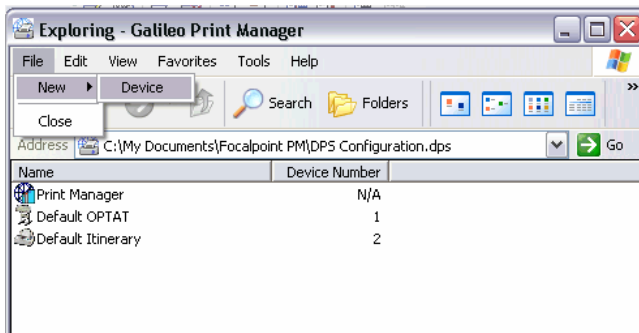 Exploring - Galileo Print Manager
File Edit View Favorites Tools Help
New Device
Close
Search Folders
Address C:\My Documents\Focalpoint PM\DPS Configuration.dps Go
Name Device Number
Print Manager N/A
Default OPTAT 1
Default Itinerary 2